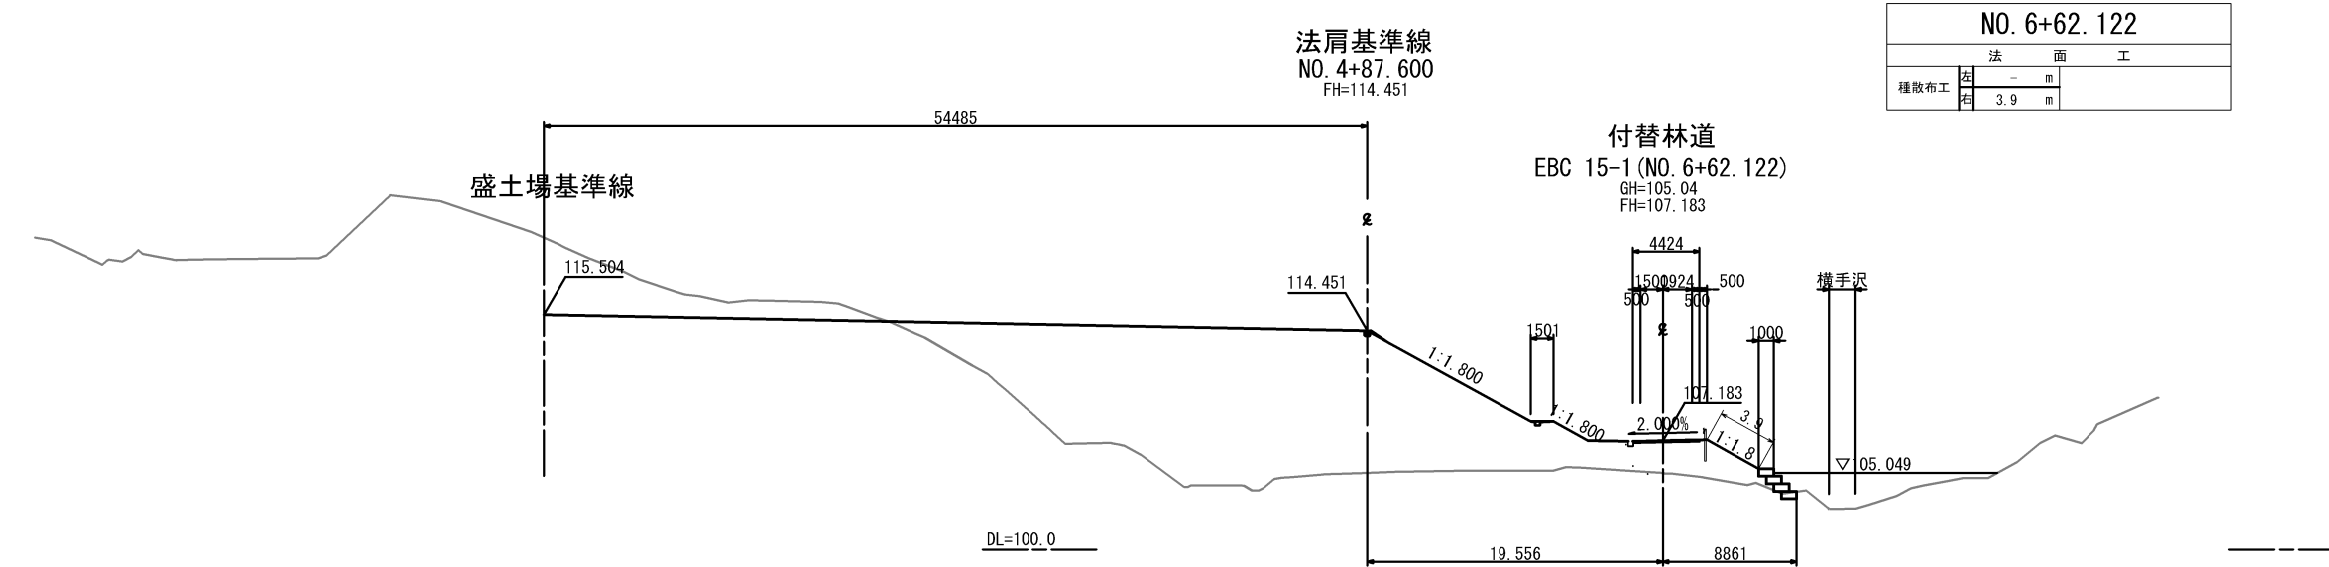 NO.6+62.122
法 面 工
種散布工 左 － m
右 3.9 m
法肩基準線
NO.4+87.600
FH=114.451
54485
付替林道
EBC 15-1(NO.6+62.122)
GH=105.04
FH=107.183
盛土場基準線
4424
115.504
114.451
1500
1924
500
500
500
横手沢
1501
1000
1:1.800
107.183
1:1.800
2.000%
3.9
1:1.8
▽105.049
DL=100.0
19.556
8861